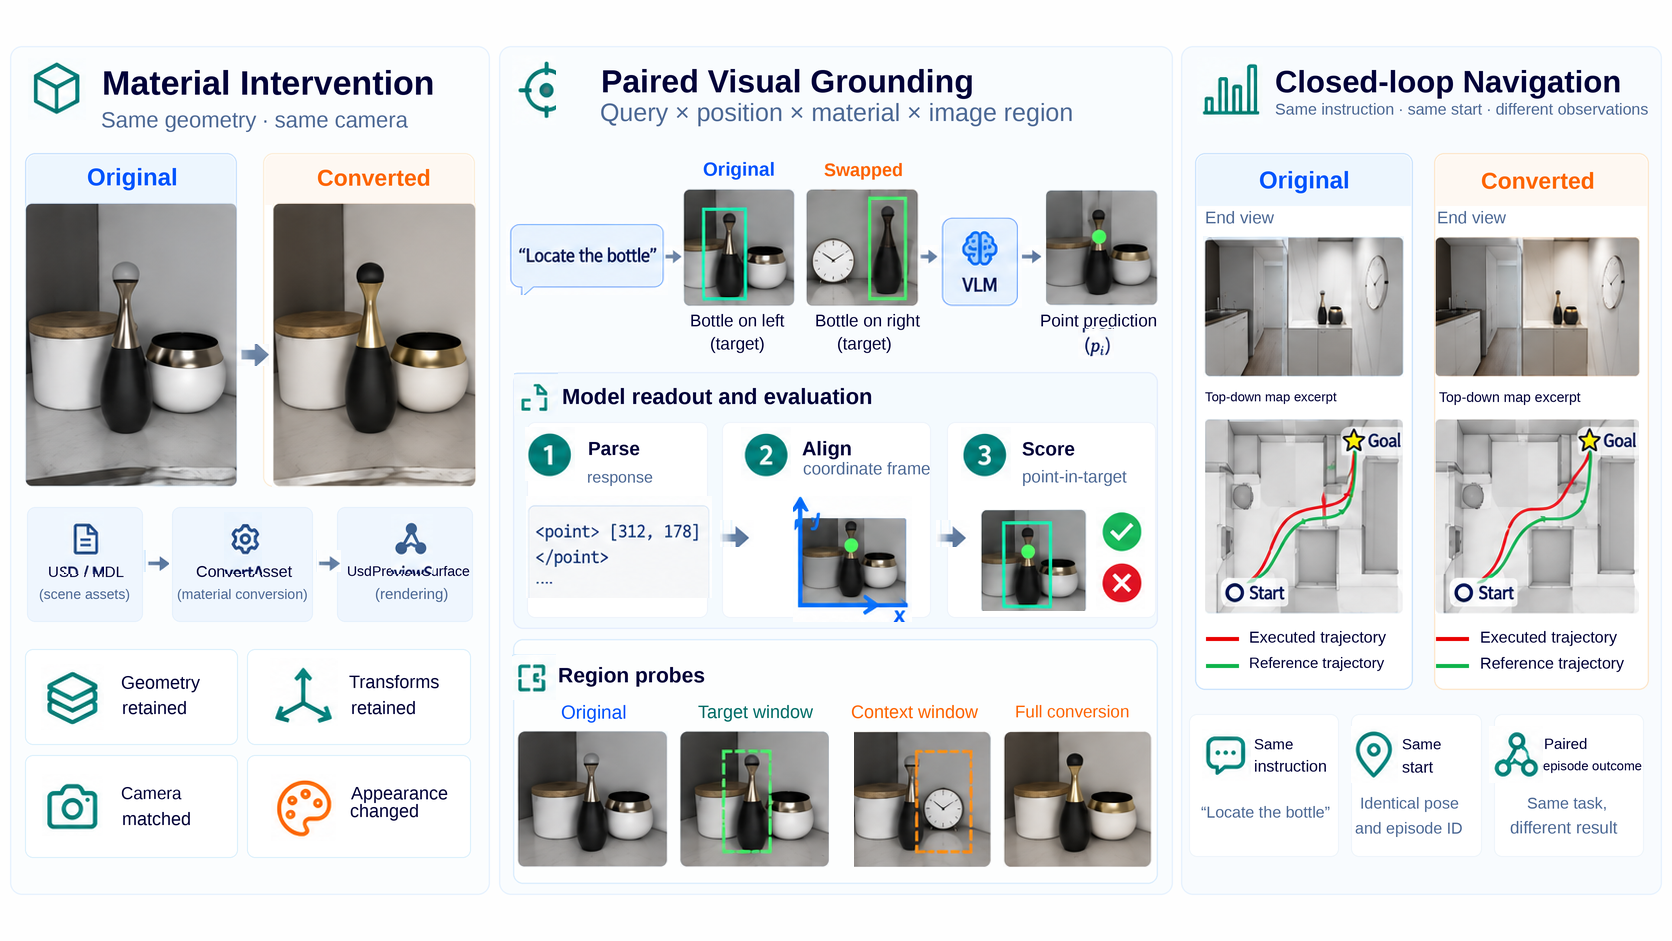 Material Intervention
Same geometry · same camera
Original
Converted
USD / MDL
(scene assets)
ConvertAsset
(material conversion)
UsdPreviousSurface
(rendering)
Geometry
retained
Transforms
retained
Camera
matched
Appearance
changed
Paired Visual Grounding
Query × position × material × image region
Original
Swapped
“Locate the bottle”
VLM
Bottle on left
(target)
Bottle on right
(target)
Point prediction
(pᵢ)
Model readout and evaluation
1
Parse
response
<point> [312, 178]
</point>
....
2
Align
coordinate frame
y
x
3
Score
point-in-target
Region probes
Original
Target window
Context window
Full conversion
Closed-loop Navigation
Same instruction · same start · different observations
Original
End view
Top-down map excerpt
Goal
Start
Executed trajectory
Reference trajectory
Converted
End view
Top-down map excerpt
Goal
Start
Executed trajectory
Reference trajectory
Same
instruction
“Locate the bottle”
Same
start
Identical pose
and episode ID
Paired
episode outcome
Same task,
different result